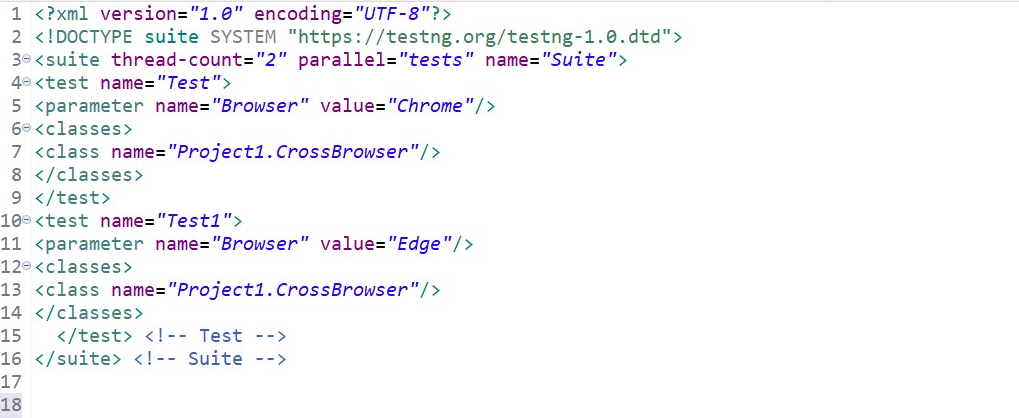 1 <?xml version="1.0" encoding="UTF-8"?>
2 <!DOCTYPE suite SYSTEM "https://testng.org/testng-1.0.dtd">
3 <suite thread-count="2" parallel="tests" name="Suite">
4 <test name="Test">
5 <parameter name="Browser" value="Chrome"/>
6 <classes>
7 <class name="Project1.CrossBrowser"/>
8 </classes>
9 </test>
10 <test name="Test1">
11 <parameter name="Browser" value="Edge"/>
12 <classes>
13 <class name="Project1.CrossBrowser"/>
14 </classes>
15   </test> <!-- Test -->
16 </suite> <!-- Suite -->
17
18